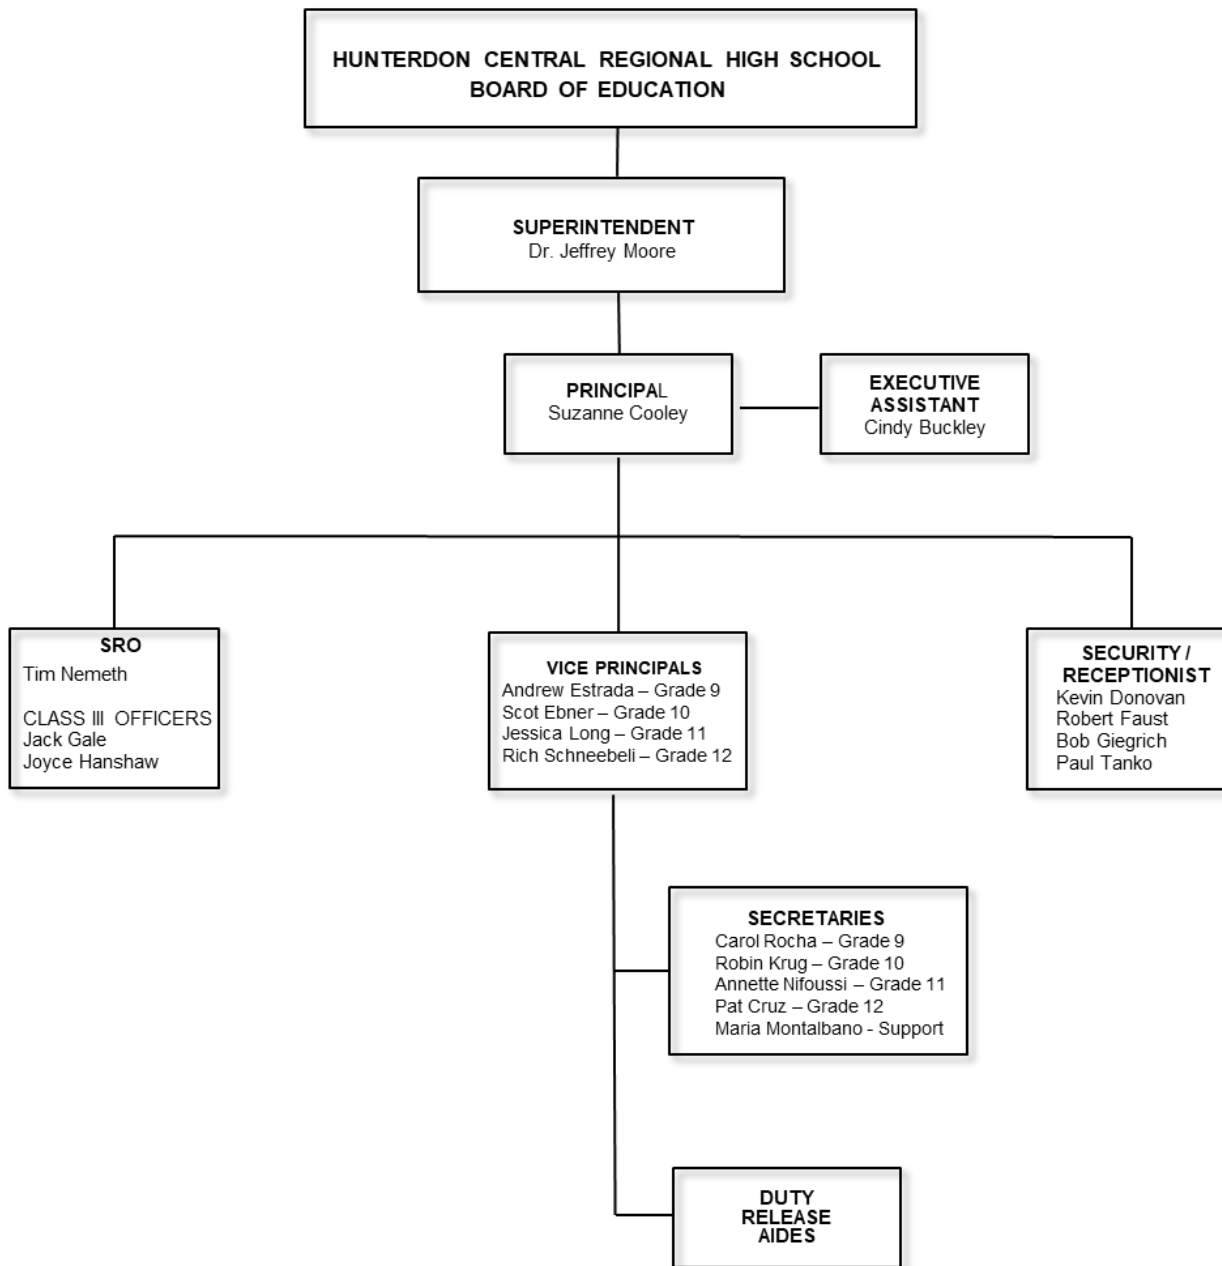 HUNTERDON CENTRAL REGIONAL HIGH SCHOOL
BOARD OF EDUCATION
SUPERINTENDENT
Dr. Jeffrey Moore
PRINCIPAL
Suzanne Cooley
EXECUTIVE
ASSISTANT
Cindy Buckley
SRO
Tim Nemeth
CLASS III OFFICERS
Jack Gale
Joyce Hanshaw
VICE PRINCIPALS
Andrew Estrada – Grade 9
Scot Ebner – Grade 10
Jessica Long – Grade 11
Rich Schneebeli – Grade 12
SECURITY /
RECEPTIONIST
Kevin Donovan
Robert Faust
Bob Giegrich
Paul Tanko
SECRETARIES
Carol Rocha – Grade 9
Robin Krug – Grade 10
Annette Nifoussi – Grade 11
Pat Cruz – Grade 12
Maria Montalbano - Support
DUTY
RELEASE
AIDES